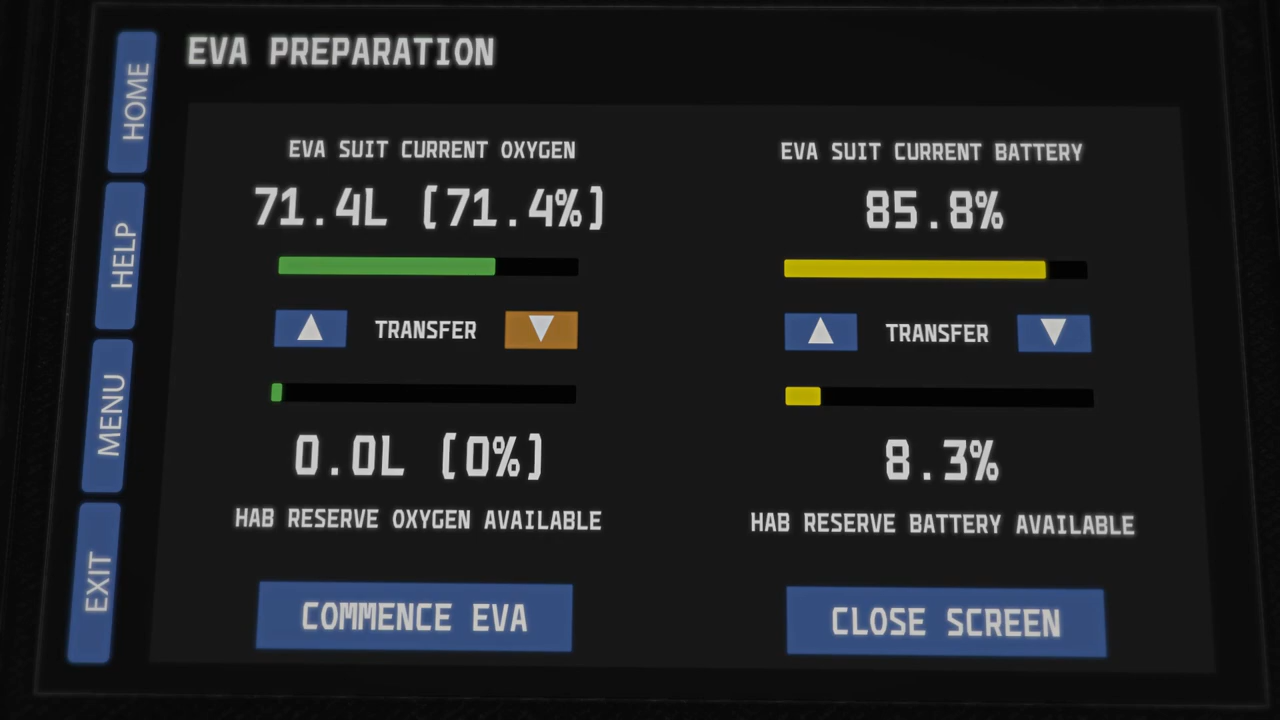 EVA PREPARATION
HOME
HELP
MENU
EXIT
EVA SUIT CURRENT OXYGEN
71.4L [71.4%]
TRANSFER
0.0L [0%]
HAB RESERVE OXYGEN AVAILABLE
COMMENCE EVA
EVA SUIT CURRENT BATTERY
85.8%
TRANSFER
8.3%
HAB RESERVE BATTERY AVAILABLE
CLOSE SCREEN